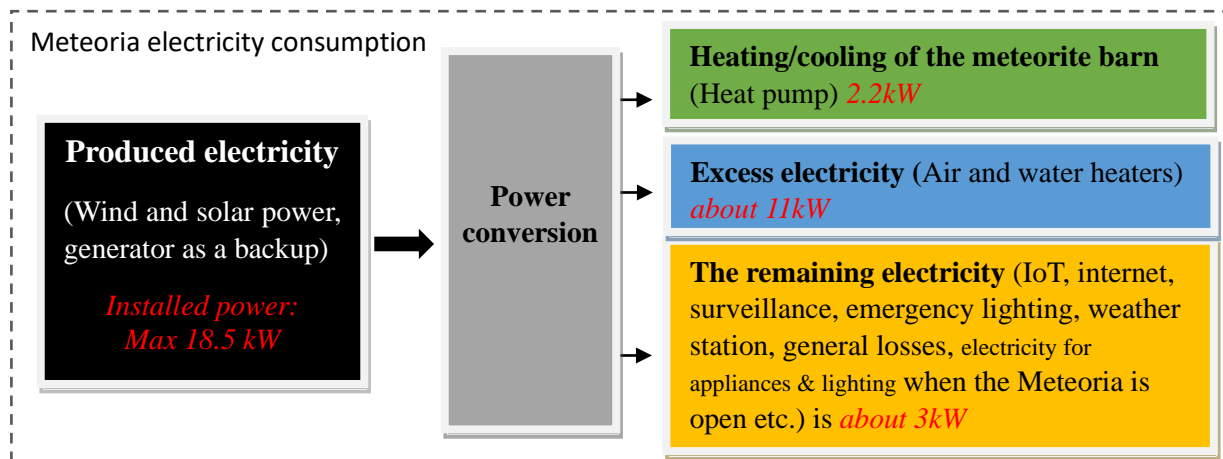 Meteoria electricity consumption
Produced electricity
(Wind and solar power,
generator as a backup)
Installed power:
Max 18.5 kW
Power
conversion
Heating/cooling of the meteorite barn
(Heat pump) 2.2kW
Excess electricity (Air and water heaters)
about 11kW
The remaining electricity (IoT, internet,
surveillance, emergency lighting, weather
station, general losses, electricity for
appliances & lighting when the Meteoria is
open etc.) is about 3kW